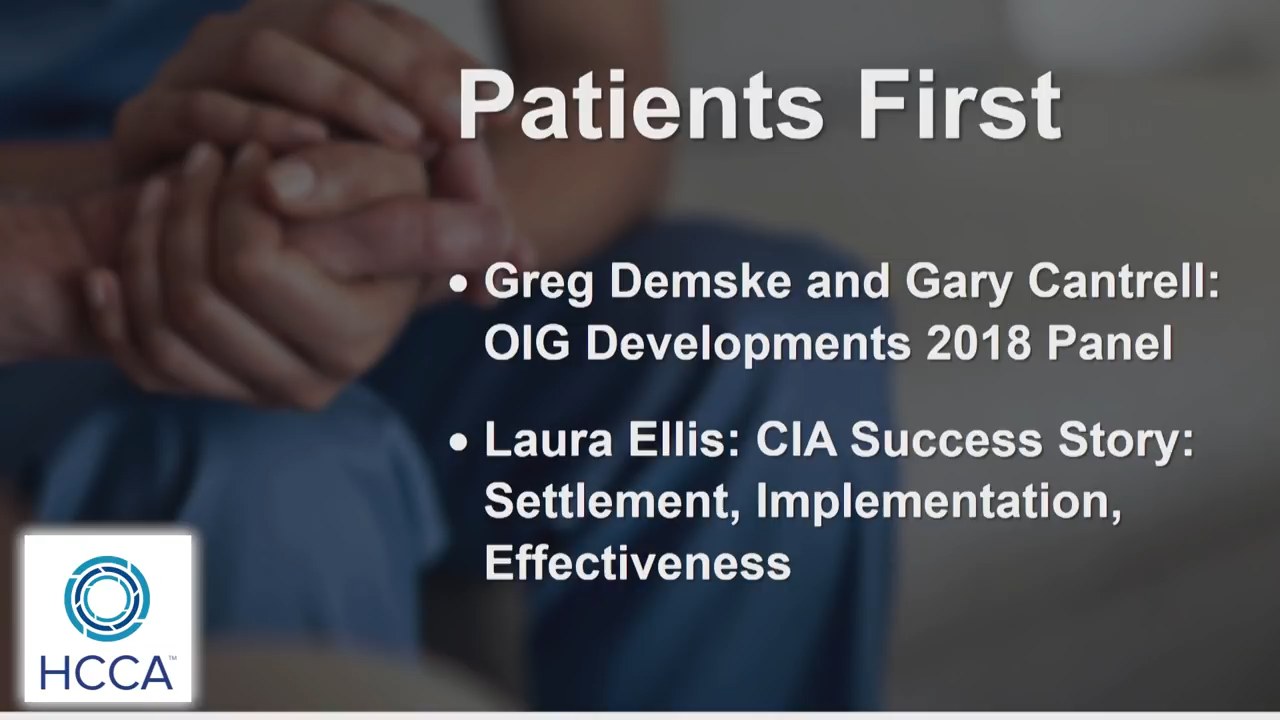 Patients First
• Greg Demske and Gary Cantrell:
OIG Developments 2018 Panel
• Laura Ellis: CIA Success Story:
Settlement, Implementation,
Effectiveness
HCCA™